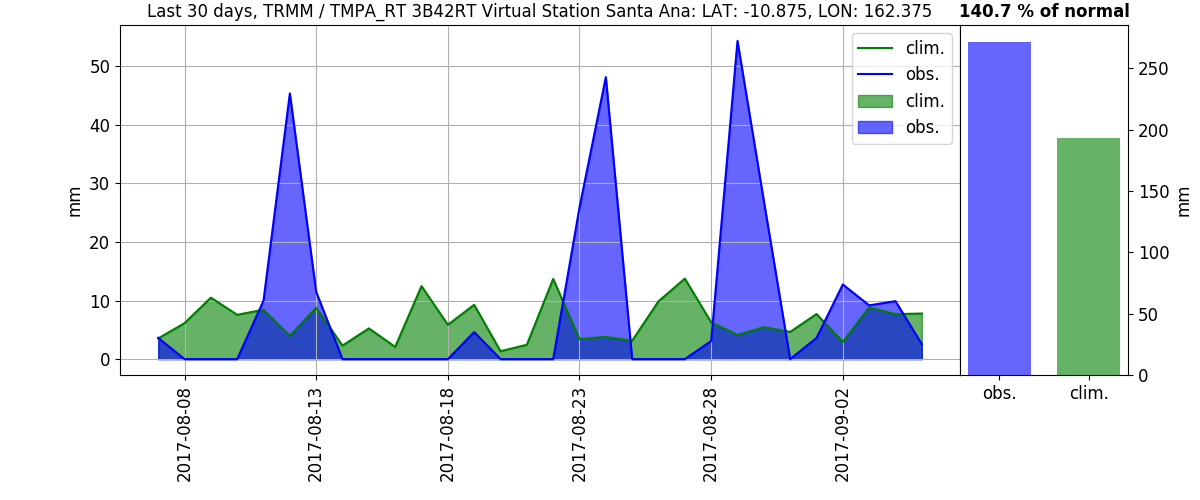 Last 30 days, TRMM / TMPA_RT 3B42RT Virtual Station Santa Ana: LAT: -10.875, LON: 162.375
140.7 % of normal
clim.
obs.
clim.
obs.
50
40
30
20
10
0
mm
2017-08-08
2017-08-13
2017-08-18
2017-08-23
2017-08-28
2017-09-02
250
200
150
100
50
0
mm
obs.
clim.